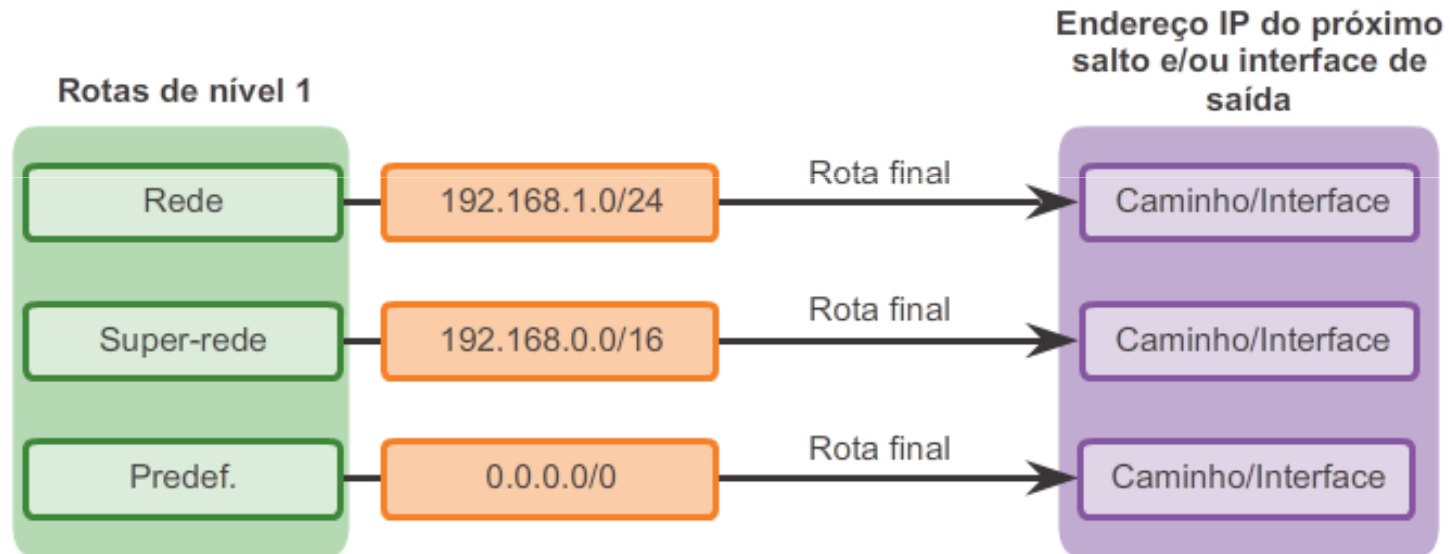 Rotas de nível 1
Endereço IP do próximo
salto e/ou interface de
saída
Rede
192.168.1.0/24
Rota final
Caminho/Interface
Super-rede
192.168.0.0/16
Rota final
Caminho/Interface
Predef.
0.0.0.0/0
Rota final
Caminho/Interface